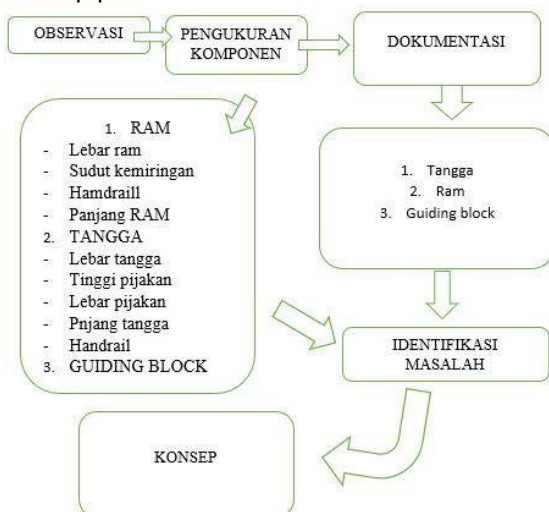 OBSERVASI
PENGUKURAN
KOMPONEN
DOKUMENTASI
1. RAM
- Lebar ram
- Sudut kemiringan
- Hamdraill
- Panjang RAM
2. TANGGA
- Lebar tangga
- Tinggi pijakan
- Lebar pijakan
- Pnjang tangga
- Handrail
3. GUIDING BLOCK
1. Tangga
2. Ram
3. Guiding block
IDENTIFIKASI
MASALAH
KONSEP